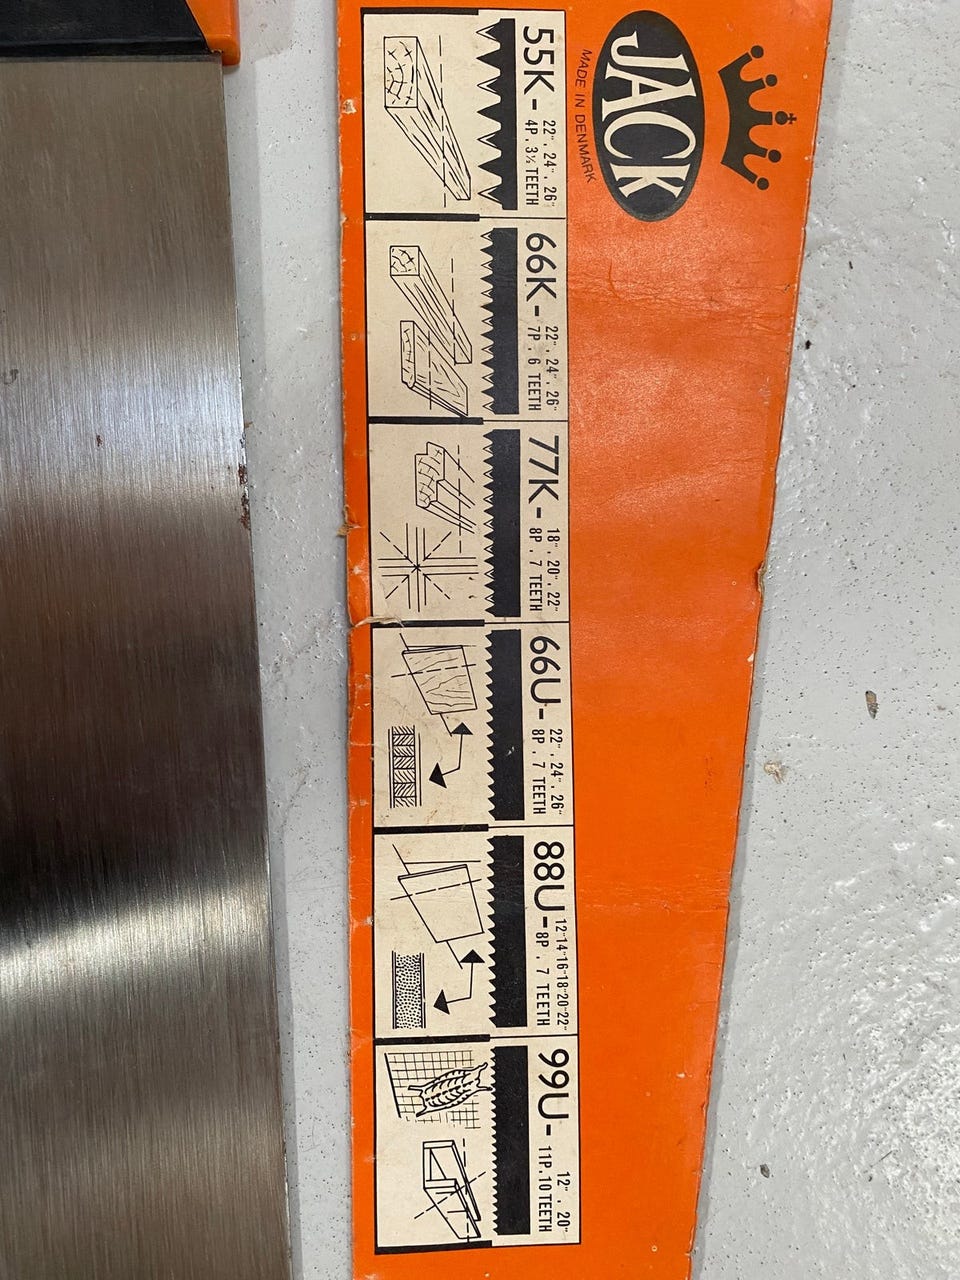 JACK
MADE IN DENMARK
55K- 22", 24", 26"
4P, 3½ TEETH
66K- 22", 24", 26"
7P, 6 TEETH
77K- 18", 20", 22"
8P, 7 TEETH
66U- 22", 24", 26"
8P, 7 TEETH
88U- 12"14"16"18"20"22"
8P, 7 TEETH
99U- 12", 20"
11P, 10 TEETH